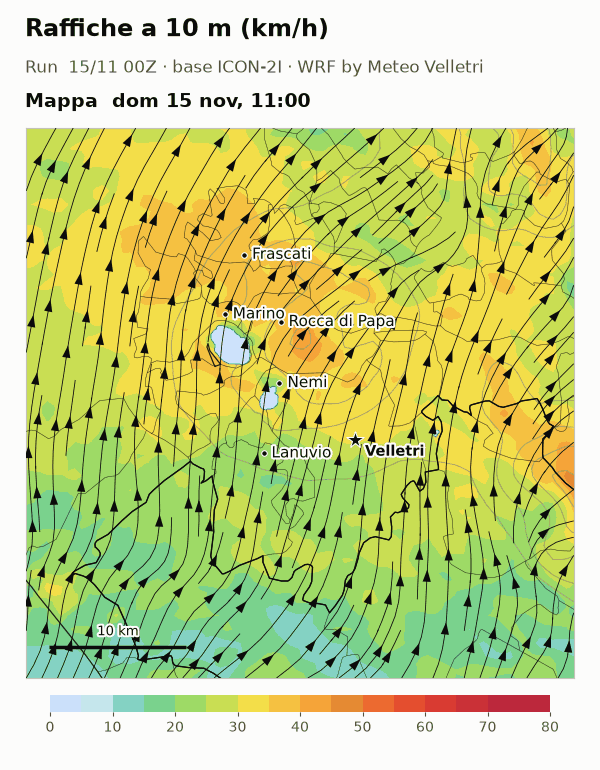 Raffiche a 10 m (km/h)
Run  15/11 00Z · base ICON-2I · WRF by Meteo Velletri
Mappa  dom 15 nov, 11:00
Frascati
Marino
Rocca di Papa
Nemi
Velletri
Lanuvio
10 km
0 10 20 30 40 50 60 70 80